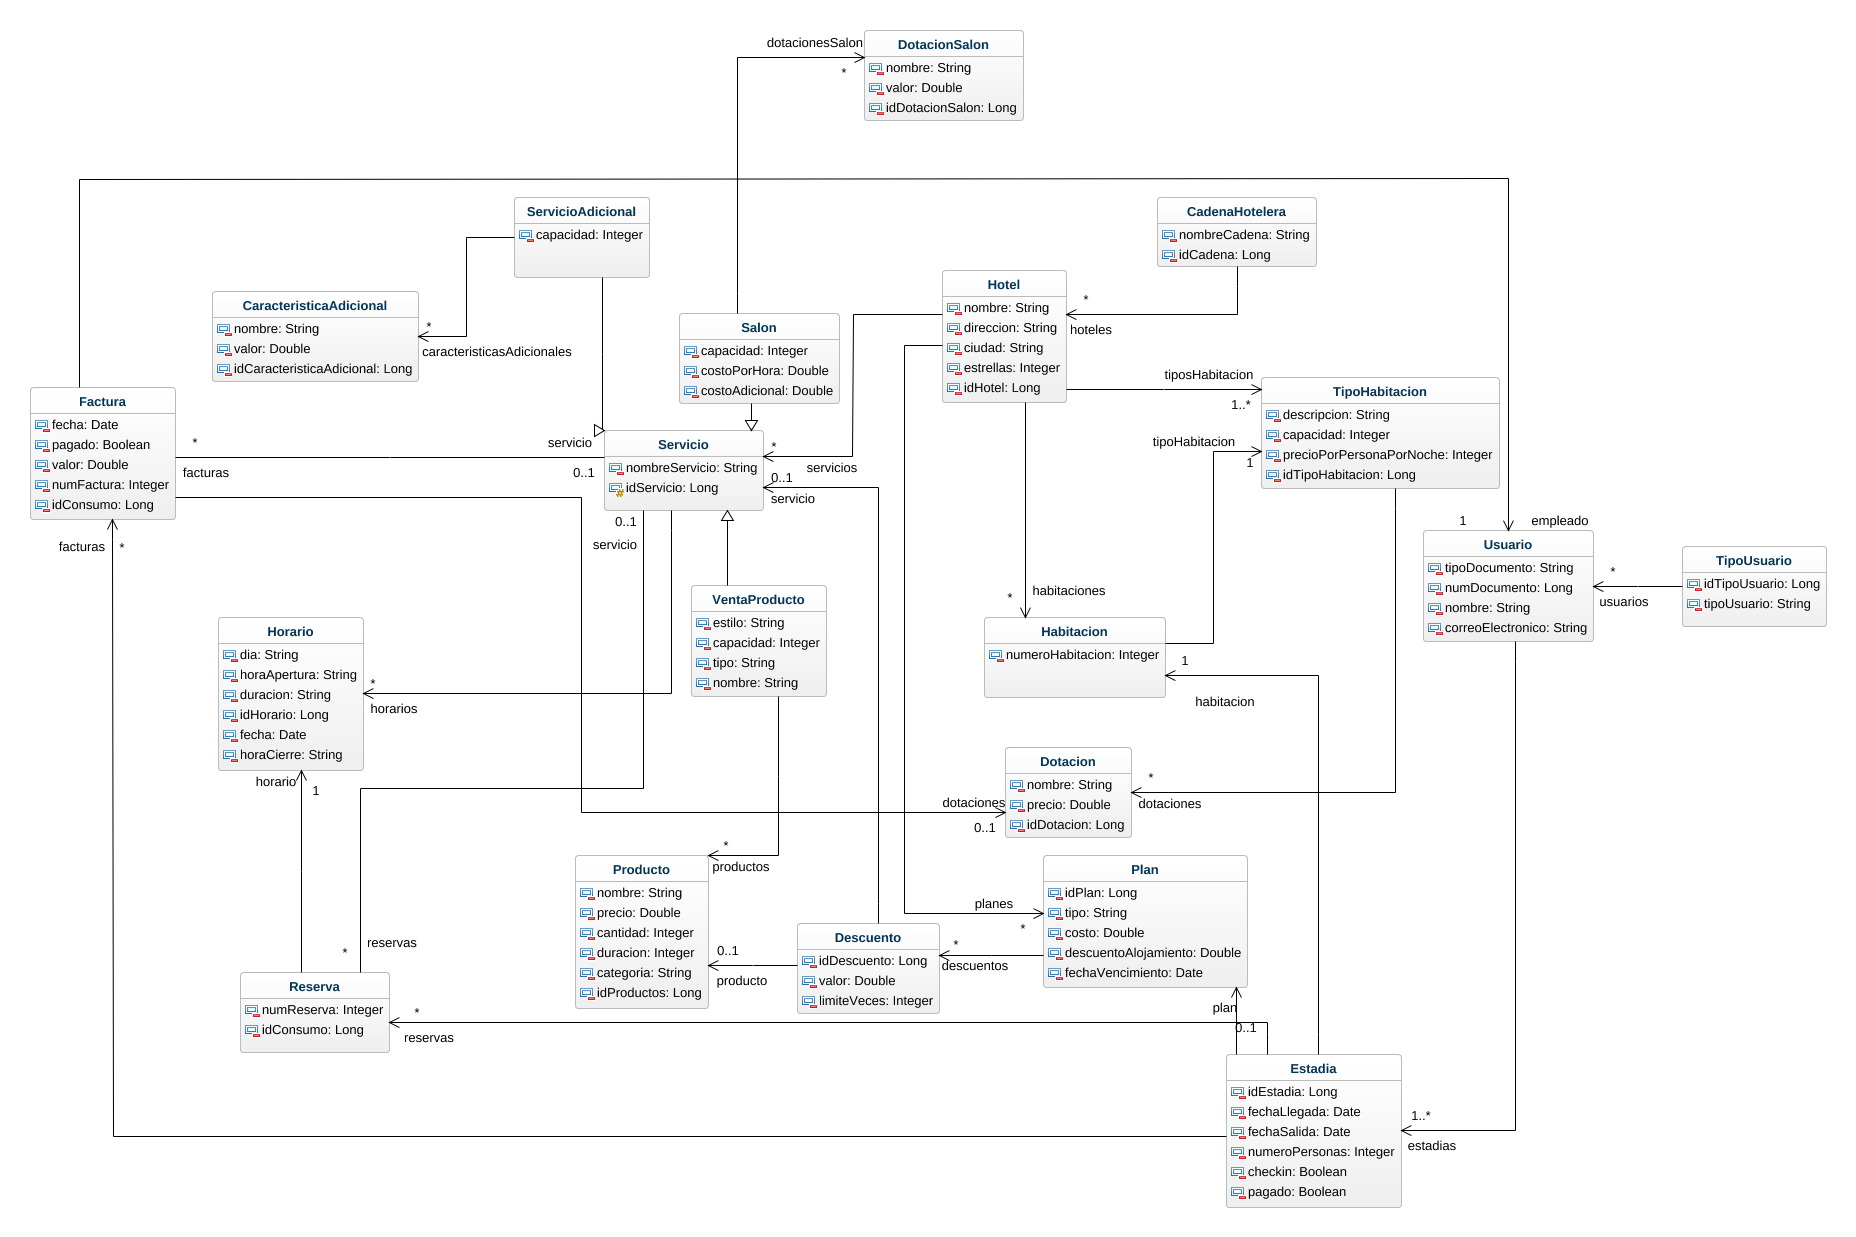 dotacionesSalon
*
DotacionSalon
nombre: String
valor: Double
idDotacionSalon: Long
ServicioAdicional
capacidad: Integer
CadenaHotelera
nombreCadena: String
idCadena: Long
CaracteristicaAdicional
nombre: String
valor: Double
idCaracteristicaAdicional: Long
*
caracteristicasAdicionales
Salon
capacidad: Integer
costoPorHora: Double
costoAdicional: Double
Hotel
nombre: String
direccion: String
ciudad: String
estrellas: Integer
idHotel: Long
*
hoteles
tiposHabitacion
1..*
TipoHabitacion
descripcion: String
capacidad: Integer
precioPorPersonaPorNoche: Integer
idTipoHabitacion: Long
tipoHabitacion
1
Factura
fecha: Date
pagado: Boolean
valor: Double
numFactura: Integer
idConsumo: Long
*
facturas
servicio
0..1
Servicio
nombreServicio: String
idServicio: Long
*
servicios
0..1
servicio
0..1
servicio
facturas
*
1
empleado
Usuario
tipoDocumento: String
numDocumento: Long
nombre: String
correoElectronico: String
*
usuarios
TipoUsuario
idTipoUsuario: Long
tipoUsuario: String
VentaProducto
estilo: String
capacidad: Integer
tipo: String
nombre: String
*
habitaciones
Habitacion
numeroHabitacion: Integer
1
habitacion
Horario
dia: String
horaApertura: String
duracion: String
idHorario: Long
fecha: Date
horaCierre: String
*
horarios
horario
1
Dotacion
nombre: String
precio: Double
idDotacion: Long
*
dotaciones
dotaciones
0..1
*
productos
Producto
nombre: String
precio: Double
cantidad: Integer
duracion: Integer
categoria: String
idProductos: Long
0..1
producto
Descuento
idDescuento: Long
valor: Double
limiteVeces: Integer
*
descuentos
planes
*
Plan
idPlan: Long
tipo: String
costo: Double
descuentoAlojamiento: Double
fechaVencimiento: Date
plan
0..1
reservas
*
Reserva
numReserva: Integer
idConsumo: Long
*
reservas
Estadia
idEstadia: Long
fechaLlegada: Date
fechaSalida: Date
numeroPersonas: Integer
checkin: Boolean
pagado: Boolean
1..*
estadias